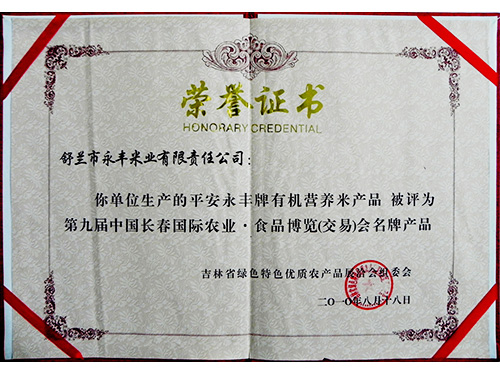 荣誉证书
HONORARY CREDENTIAL
舒兰市永丰米业有限责任公司：
你单位生产的平安永丰牌有机营养米产品 被评为
第九届中国长春国际农业·食品博览(交易)会名牌产品
吉林省绿色特色优质农产品展洽会组委会
二〇一〇年八月十八日